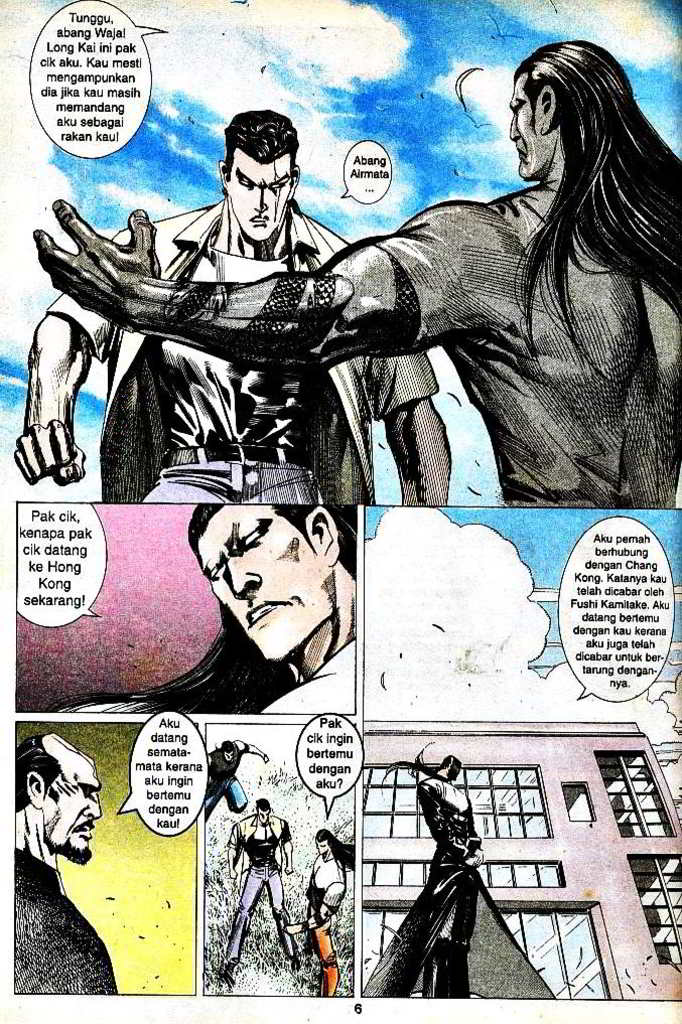 Tunggu,
abang Waja!
Long Kai ini pak
cik aku. Kau mesti
mengampunkan
dia jika kau masih
memandang
aku sebagai
rakan kau!
Abang
Airmata
...
Pak cik,
kenapa pak
cik datang
ke Hong
Kong
sekarang!
Aku pernah
berhubung
dengan Chang
Kong. Katanya kau
telah dicabar oleh
Fushi Kamitake. Aku
datang bertemu
dengan kau kerana
aku juga telah
dicabar untuk ber-
tarung dengan-
nya.
Aku
datang
semata-
mata kerana
aku ingin
bertemu
dengan
kau!
Pak
cik ingin
bertemu
dengan
aku?
6